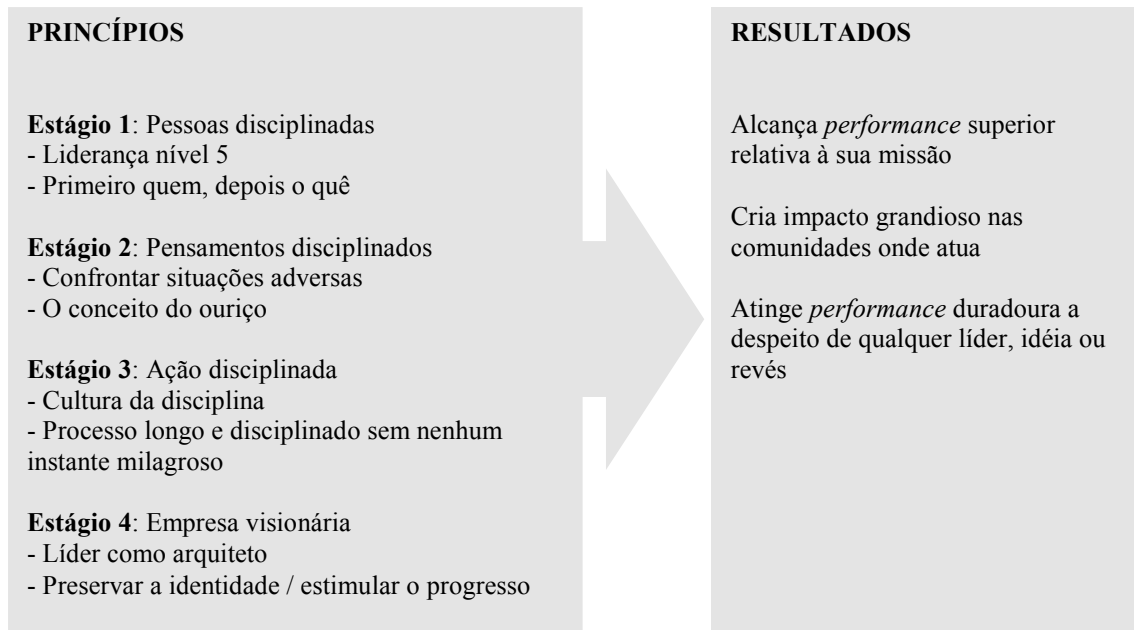 PRINCÍPIOS
Estágio 1: Pessoas disciplinadas
- Liderança nível 5
- Primeiro quem, depois o quê
Estágio 2: Pensamentos disciplinados
- Confrontar situações adversas
- O conceito do ouriço
Estágio 3: Ação disciplinada
- Cultura da disciplina
- Processo longo e disciplinado sem nenhum
instante milagroso
Estágio 4: Empresa visionária
- Líder como arquiteto
- Preservar a identidade / estimular o progresso
RESULTADOS
Alcança performance superior
relativa à sua missão
Cria impacto grandioso nas
comunidades onde atua
Atinge performance duradoura a
despeito de qualquer líder, idéia ou
revés